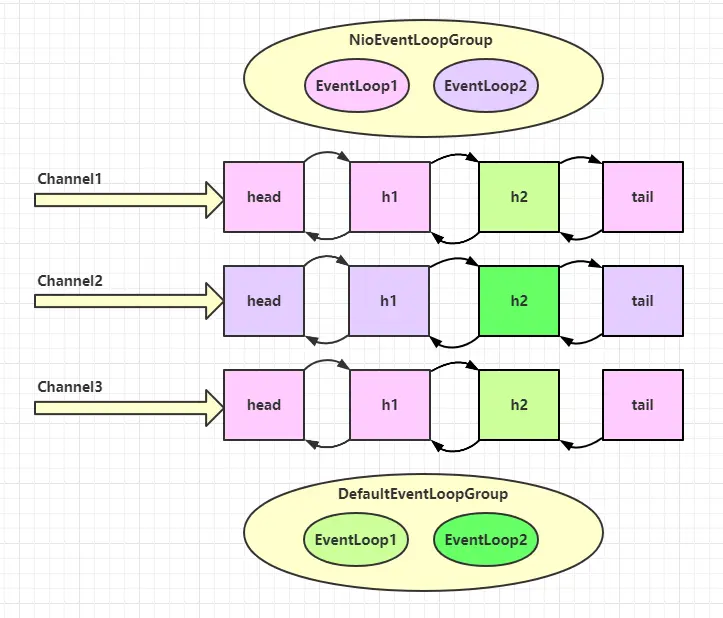 NioEventLoopGroup
EventLoop1 EventLoop2
Channel1
head h1 h2 tail
Channel2
head h1 h2 tail
Channel3
head h1 h2 tail
DefaultEventLoopGroup
EventLoop1 EventLoop2